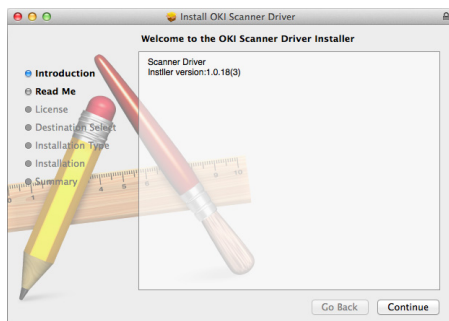 Install OKI Scanner Driver
Welcome to the OKI Scanner Driver Installer
Introduction
Read Me
License
Destination Select
Installation Type
Installation
Summary
Scanner Driver
Instller version:1.0.18(3)
Go Back
Continue